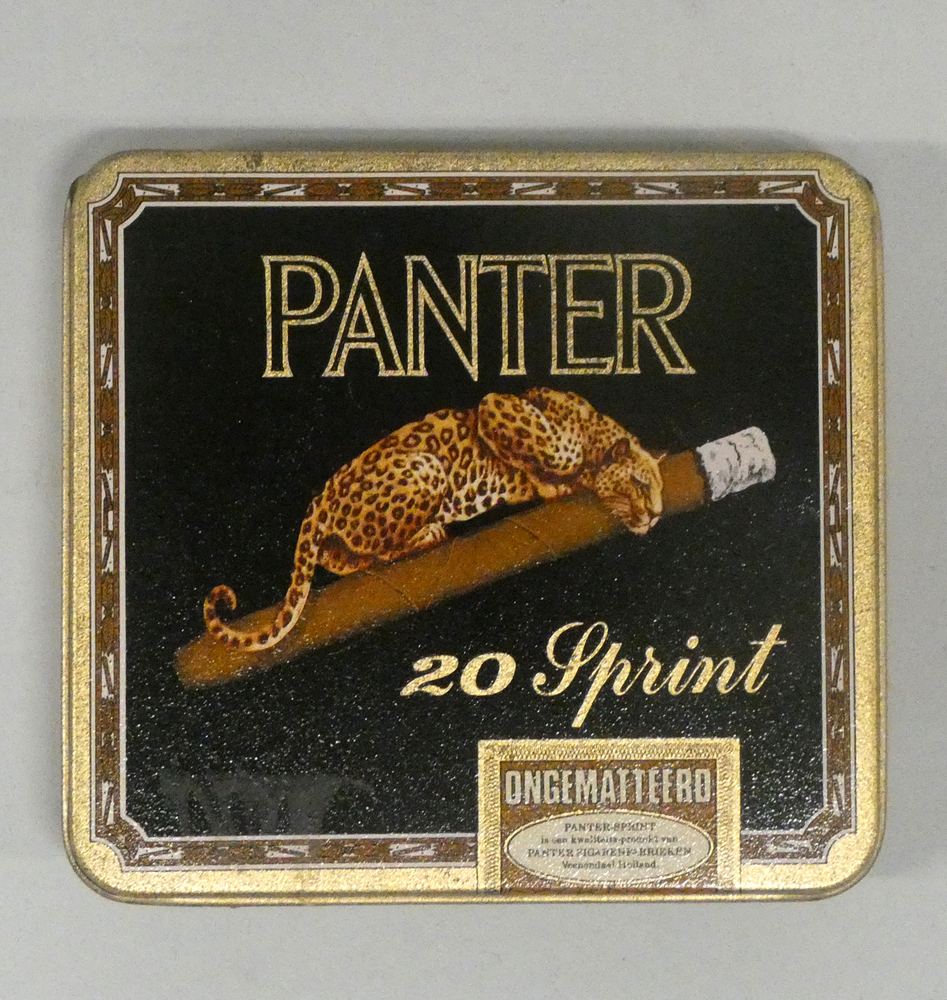 PANTER
20 Sprint
ONGEMATTEERD
PANTER-SPRINT
is een kwaliteits-produkt van
PANTER SIGARENFABRIEKEN
Veenendaal Holland